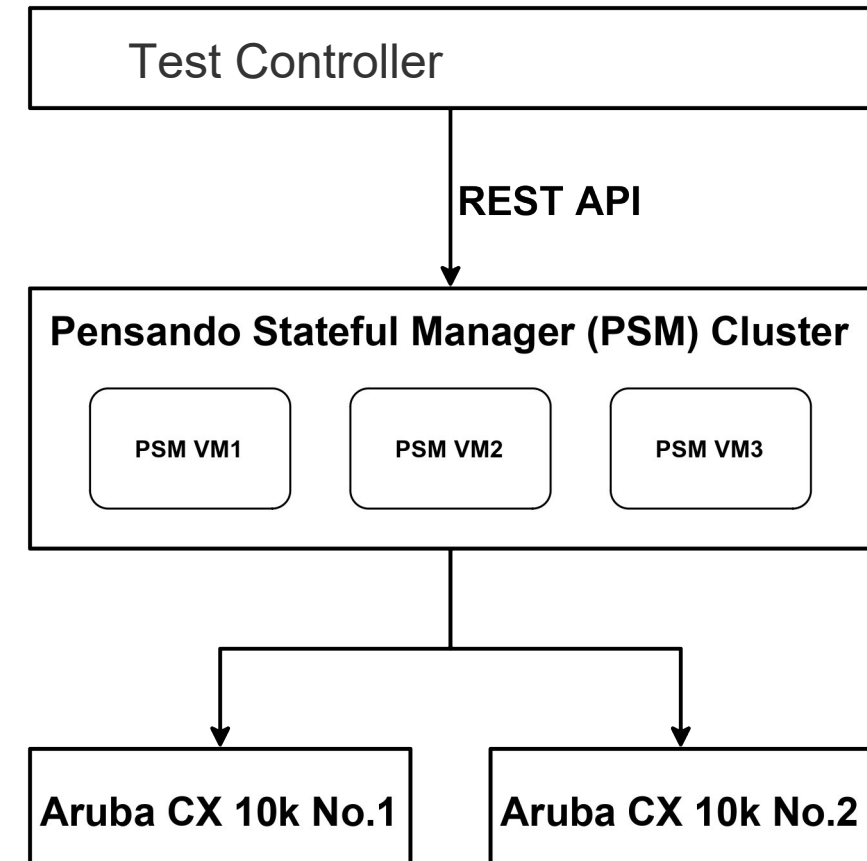 Test Controller
REST API
Pensando Stateful Manager (PSM) Cluster
PSM VM1
PSM VM2
PSM VM3
Aruba CX 10k No.1
Aruba CX 10k No.2